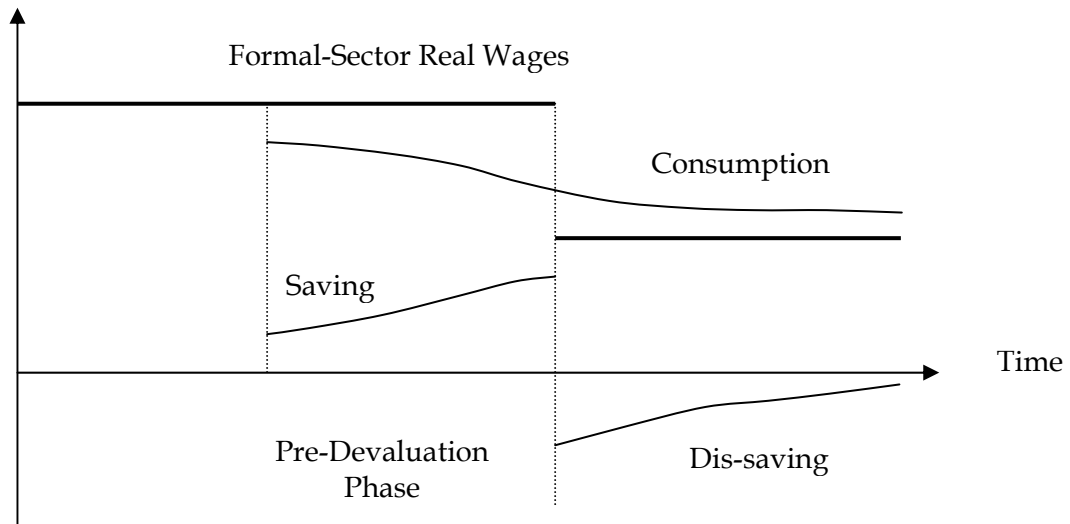 Formal-Sector Real Wages
Consumption
Saving
Time
Pre-Devaluation
Phase
Dis-saving